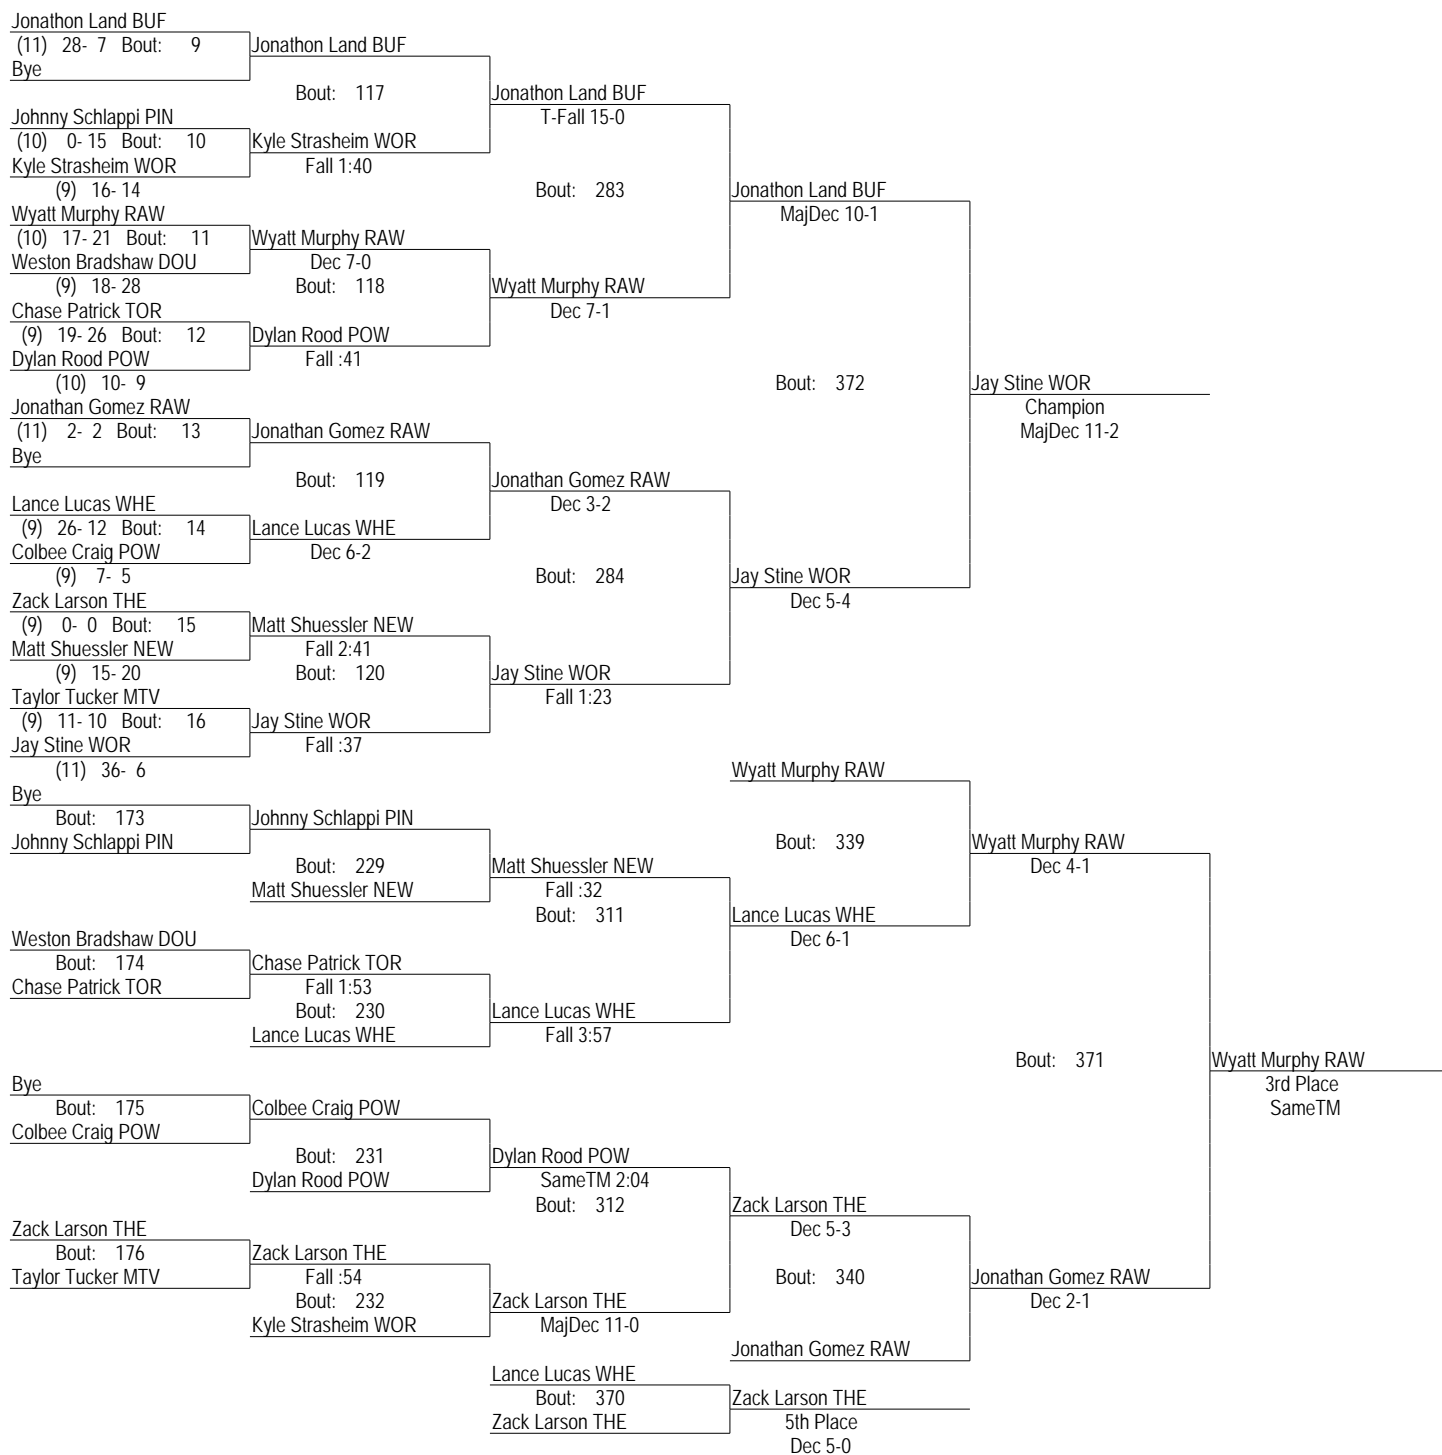 Jonathon Land BUF
(11) 28- 7 Bout: 9
Jonathon Land BUF
Bye
Bout: 117
Jonathon Land BUF
T-Fall 15-0
Johnny Schlappi PIN
(10) 0- 15 Bout: 10
Kyle Strasheim WOR
Kyle Strasheim WOR
Fall 1:40
(9) 16- 14
Bout: 283
Jonathon Land BUF
MajDec 10-1
Wyatt Murphy RAW
(10) 17- 21 Bout: 11
Wyatt Murphy RAW
Weston Bradshaw DOU
Dec 7-0
(9) 18- 28
Bout: 118
Wyatt Murphy RAW
Dec 7-1
Chase Patrick TOR
(9) 19- 26 Bout: 12
Dylan Rood POW
Dylan Rood POW
Fall :41
(10) 10- 9
Bout: 372
Jay Stine WOR
Champion
MajDec 11-2
Jonathan Gomez RAW
(11) 2- 2 Bout: 13
Jonathan Gomez RAW
Bye
Bout: 119
Jonathan Gomez RAW
Dec 3-2
Lance Lucas WHE
(9) 26- 12 Bout: 14
Lance Lucas WHE
Colbee Craig POW
Dec 6-2
(9) 7- 5
Bout: 284
Jay Stine WOR
Dec 5-4
Zack Larson THE
(9) 0- 0 Bout: 15
Matt Shuessler NEW
Matt Shuessler NEW
Fall 2:41
(9) 15- 20
Bout: 120
Jay Stine WOR
Fall 1:23
Taylor Tucker MTV
(9) 11- 10 Bout: 16
Jay Stine WOR
Jay Stine WOR
Fall :37
(11) 36- 6
Wyatt Murphy RAW
Bye
Bout: 173
Johnny Schlappi PIN
Johnny Schlappi PIN
Bout: 339
Wyatt Murphy RAW
Dec 4-1
Bout: 229
Matt Shuessler NEW
Matt Shuessler NEW
Fall :32
Bout: 311
Lance Lucas WHE
Dec 6-1
Weston Bradshaw DOU
Bout: 174
Chase Patrick TOR
Chase Patrick TOR
Fall 1:53
Bout: 230
Lance Lucas WHE
Lance Lucas WHE
Fall 3:57
Bout: 371
Wyatt Murphy RAW
3rd Place
SameTM
Bye
Bout: 175
Colbee Craig POW
Colbee Craig POW
Bout: 231
Dylan Rood POW
Dylan Rood POW
SameTM 2:04
Bout: 312
Zack Larson THE
Dec 5-3
Zack Larson THE
Bout: 176
Zack Larson THE
Taylor Tucker MTV
Fall :54
Bout: 340
Jonathan Gomez RAW
Dec 2-1
Bout: 232
Zack Larson THE
Kyle Strasheim WOR
MajDec 11-0
Jonathan Gomez RAW
Lance Lucas WHE
Bout: 370
Zack Larson THE
Zack Larson THE
5th Place
Dec 5-0